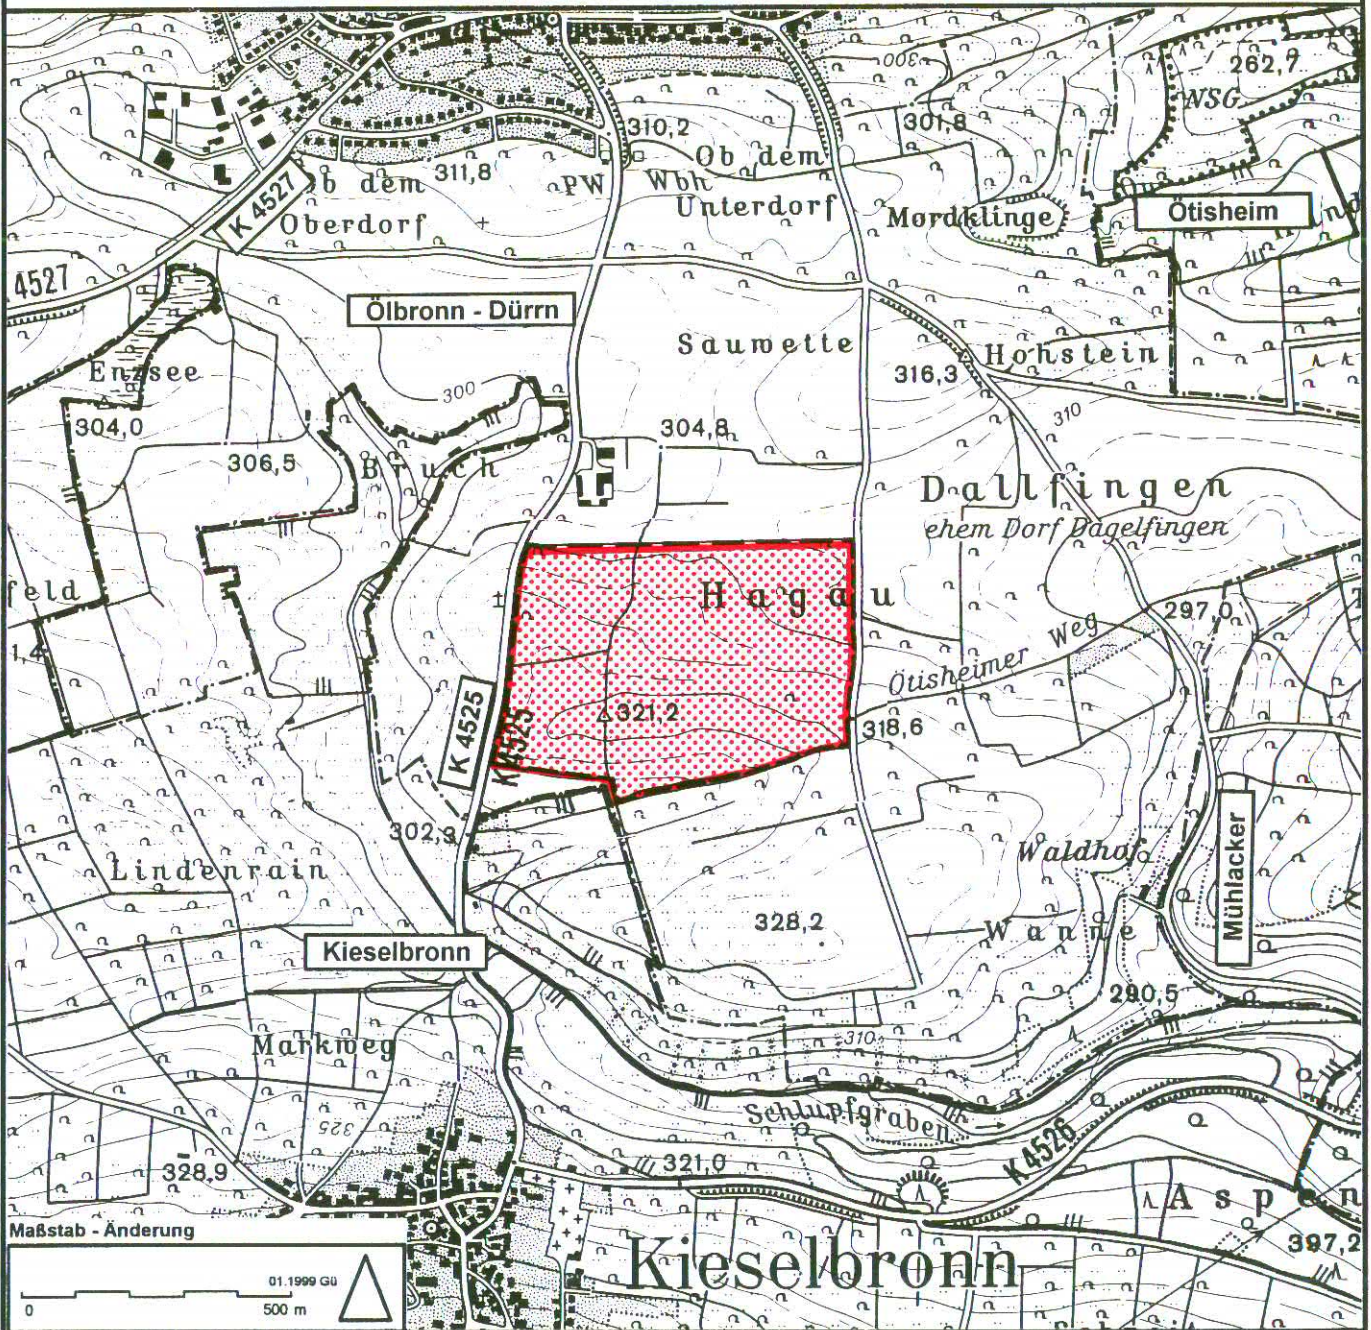 262,7
300
NSG
310,2
301,8
Ob dem
Unterdorf
311,8
PW
Wbh
b dem
Oberdorf
K 4527
Mordklinge
Ötisheim
4527
Ölbronn - Dürrn
Sauwette
Hohstein
316,3
Enzsee
300
304,0
304,8
310
306,5
Bruch
Dallfingen
ehem Dorf Dagelfingen
feld
Hagau
297,0
1,4
Ötisheimer Weg
K 4525
K 4525
321,2
318,6
302,3
Lindenrain
Waldhof
Mühlacker
328,2
Wanne
Kieselbronn
290,5
Markweg
310
325
Schlupfgraben
K 4526
328,9
321,0
Aspen
397,2
Kieselbronn
Maßstab - Änderung
01.1999 Gü
0
500 m